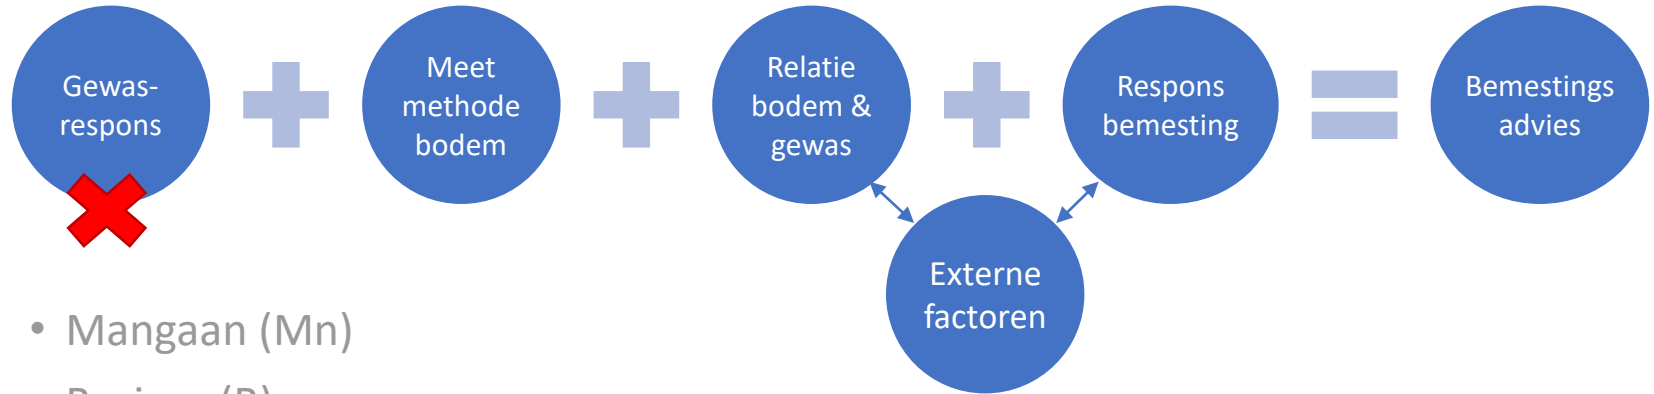 Gewas-
respons
Meet
methode
bodem
Relatie
bodem &
gewas
Respons
bemesting
Bemestings
advies
Externe
factoren
• Mangaan (Mn)